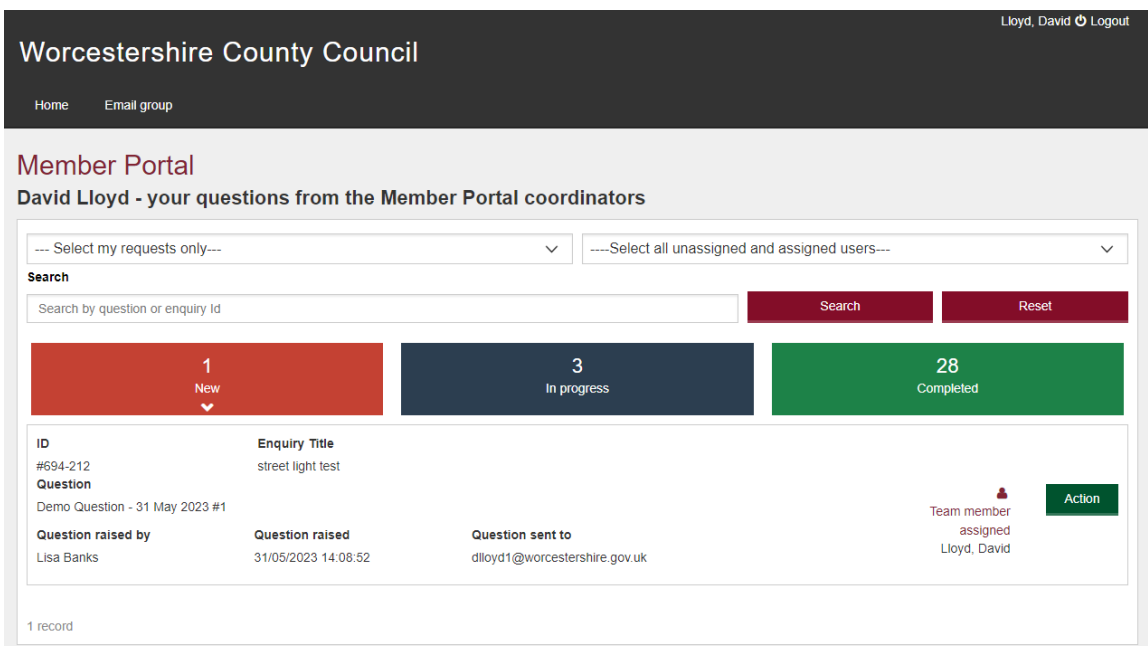 Lloyd, David Logout
Worcestershire County Council
Home Email group
Member Portal
David Lloyd - your questions from the Member Portal coordinators
--- Select my requests only---
----Select all unassigned and assigned users---
Search
Search by question or enquiry Id
Search
Reset
1
New
3
In progress
28
Completed
ID
Enquiry Title
#694-212
street light test
Question
Demo Question - 31 May 2023 #1
Question raised by
Question raised
Question sent to
Lisa Banks
31/05/2023 14:08:52
dlloyd1@worcestershire.gov.uk
Team member
assigned
Lloyd, David
Action
1 record